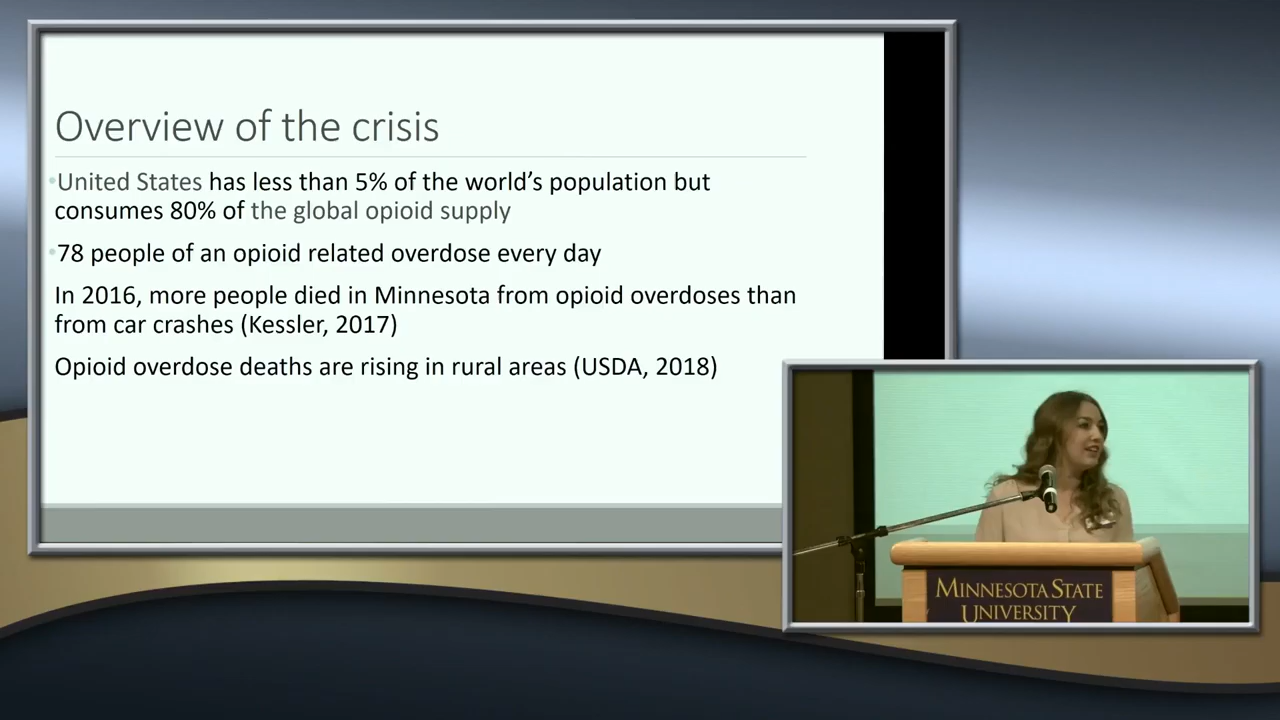 Overview of the crisis
•United States has less than 5% of the world's population but
consumes 80% of the global opioid supply
•78 people of an opioid related overdose every day
In 2016, more people died in Minnesota from opioid overdoses than
from car crashes (Kessler, 2017)
Opioid overdose deaths are rising in rural areas (USDA, 2018)
MINNESOTA STATE
UNIVERSITY